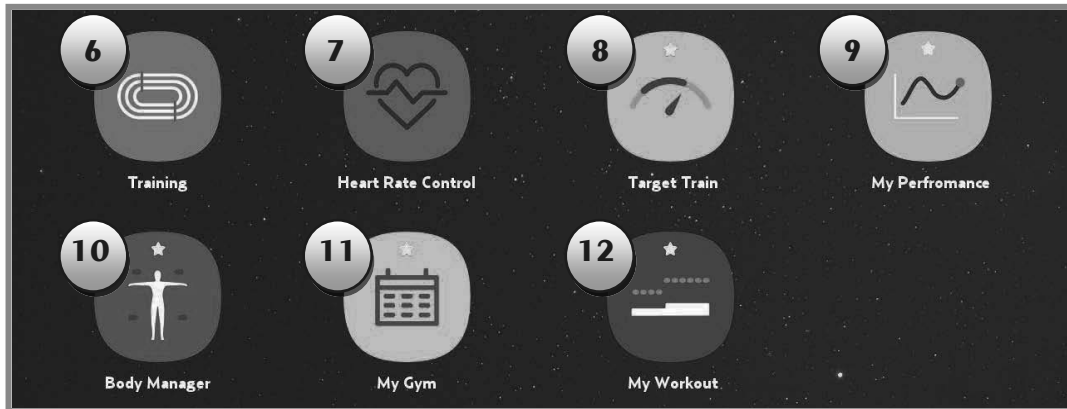 6 7 8 9
Training Heart Rate Control Target Train My Perfromance
10 11 12
Body Manager My Gym My Workout